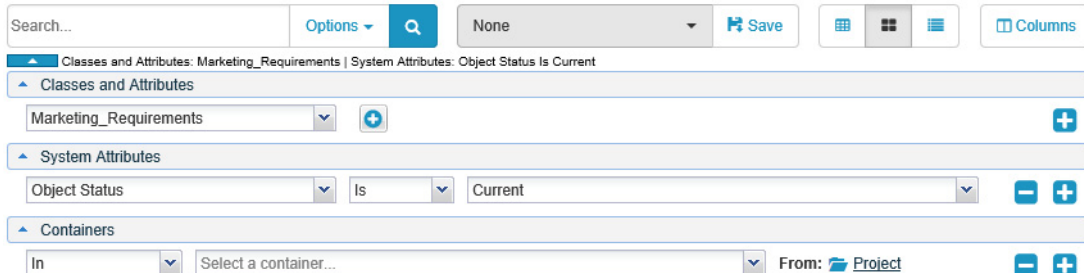 Search... Options None Save Columns
Classes and Attributes: Marketing_Requirements | System Attributes: Object Status Is Current
Classes and Attributes
Marketing_Requirements
System Attributes
Object Status Is Current
Containers
In Select a container... From: Project